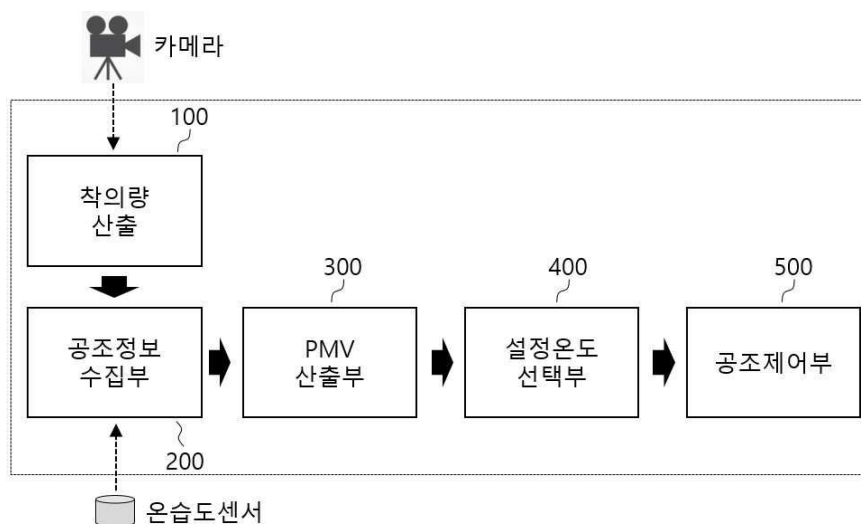 카메라
100
착의량
산출
300
400
500
공조정보
수집부
PMV
산출부
설정온도
선택부
공조제어부
200
온습도센서